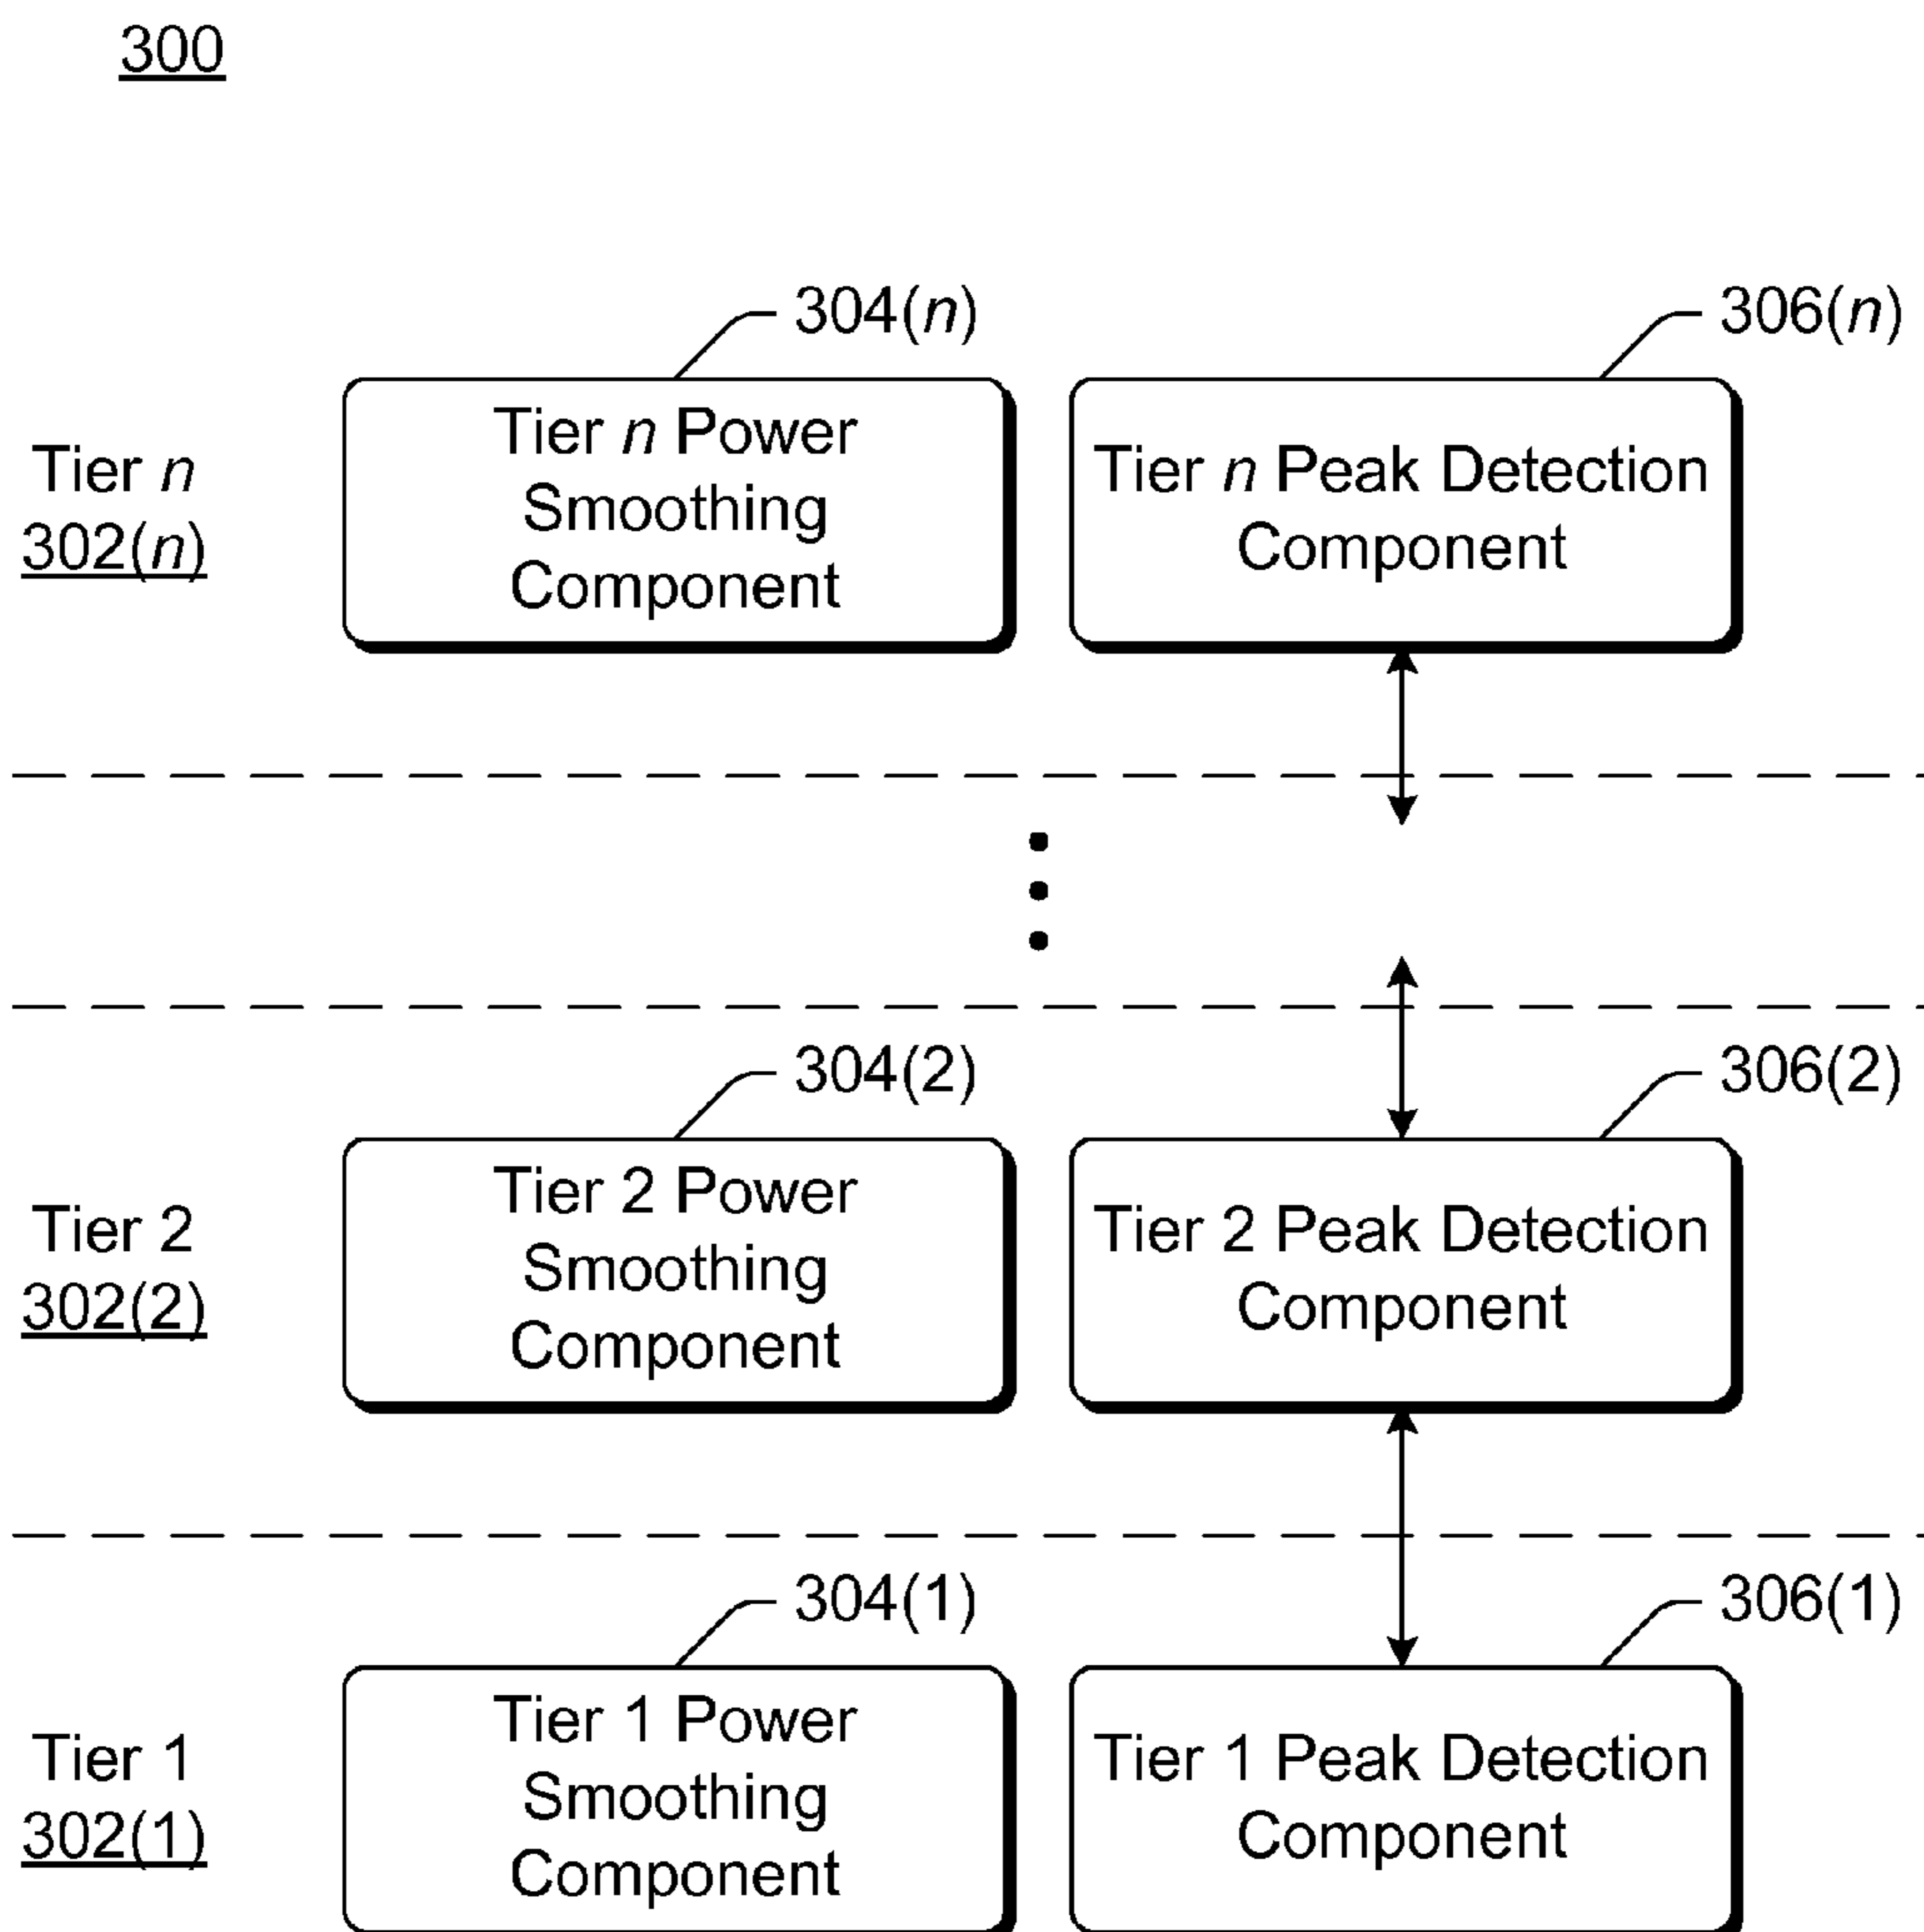 300
304(n)
306(n)
Tier n
302(n)
Tier n Power
Smoothing
Component
Tier n Peak Detection
Component
304(2)
306(2)
Tier 2
302(2)
Tier 2 Power
Smoothing
Component
Tier 2 Peak Detection
Component
304(1)
306(1)
Tier 1
302(1)
Tier 1 Power
Smoothing
Component
Tier 1 Peak Detection
Component